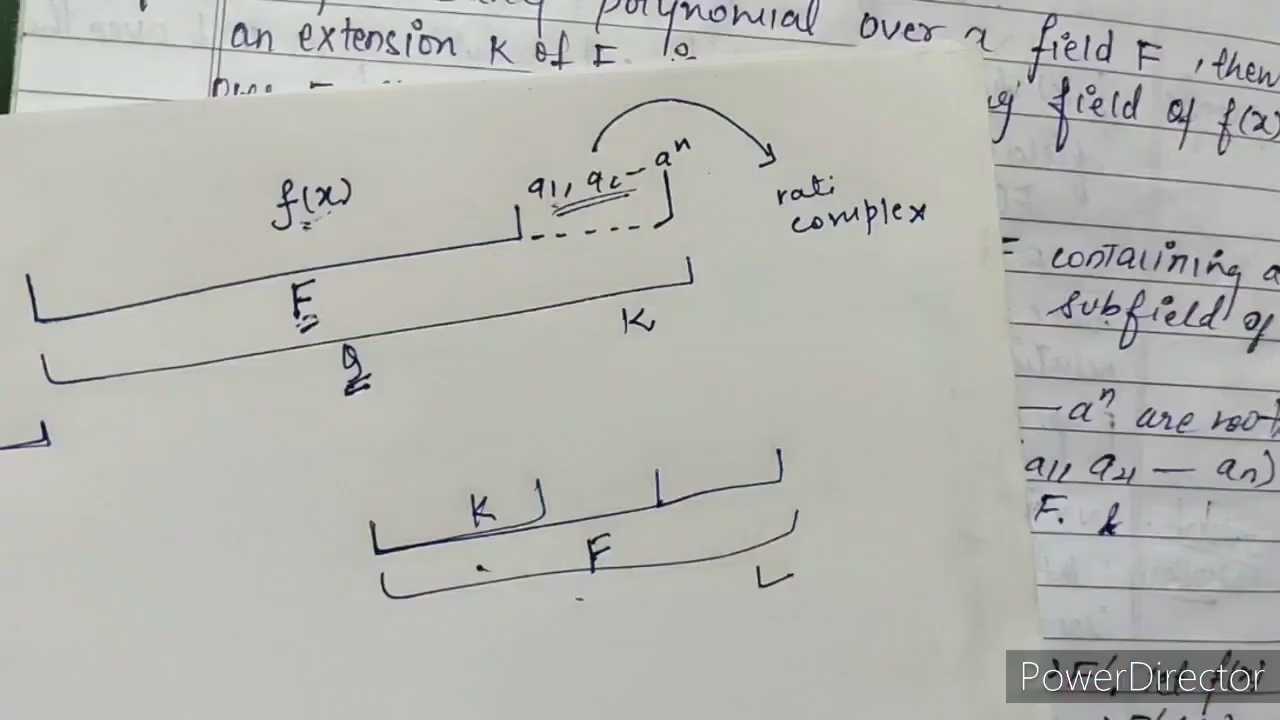 polynomial over a field F, then
an extension K of F is
field of f(x)
f(x)
a1, a2 - a^n
rati
complex
F
K
Q
F containing a
subfield of
— a^n are root
a1, a2, — an)
F. k
K
F
L
f(x)
PowerDirector